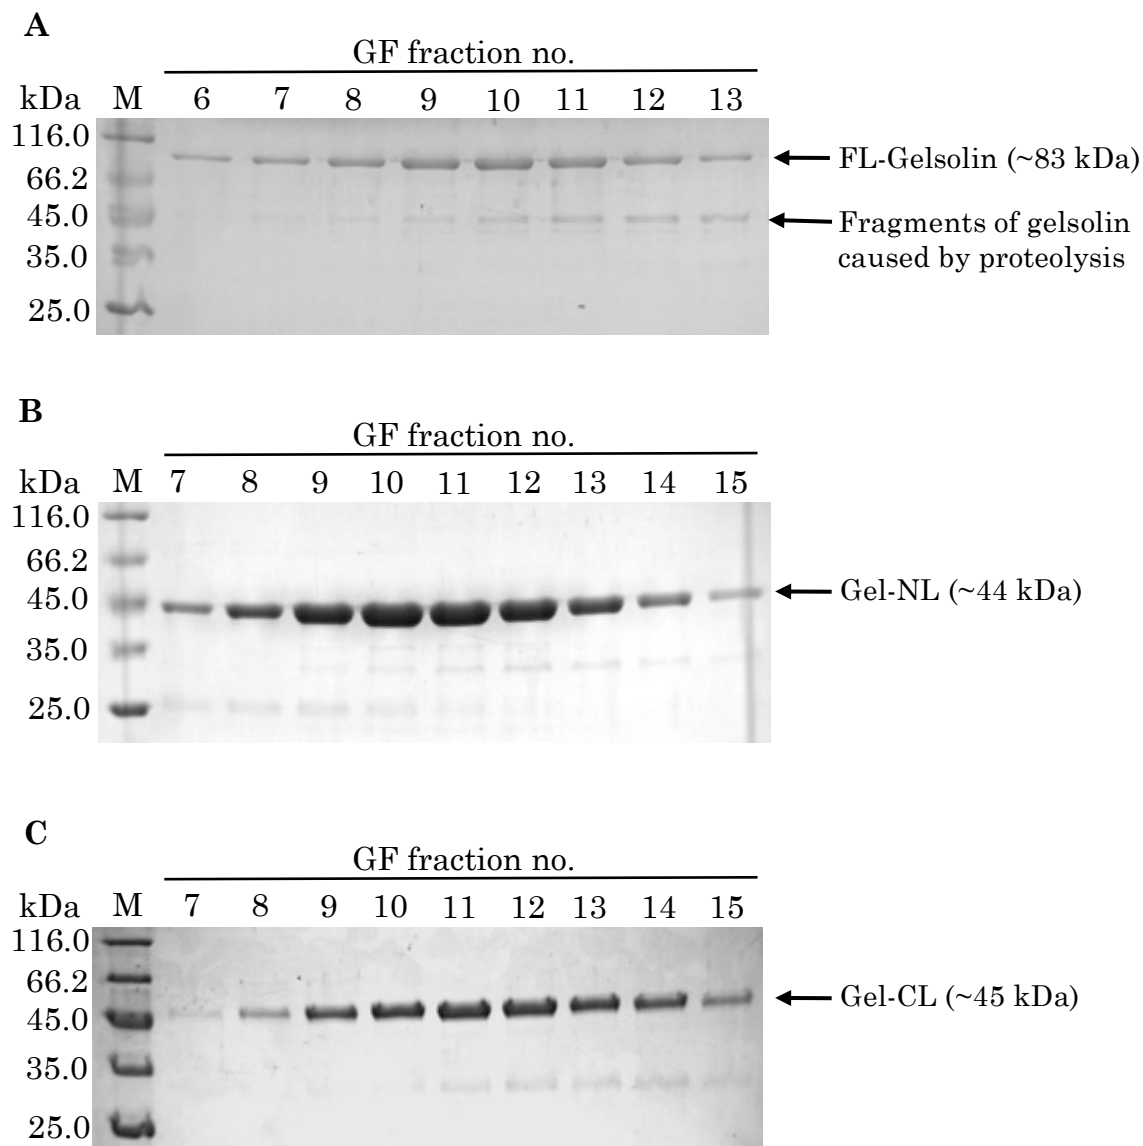 A
GF fraction no.
kDa M 6 7 8 9 10 11 12 13
116.0
66.2
45.0
35.0
25.0
FL-Gelsolin (~83 kDa)
Fragments of gelsolin
caused by proteolysis
B
GF fraction no.
kDa M 7 8 9 10 11 12 13 14 15
116.0
66.2
45.0
35.0
25.0
Gel-NL (~44 kDa)
C
GF fraction no.
kDa M 7 8 9 10 11 12 13 14 15
116.0
66.2
45.0
35.0
25.0
Gel-CL (~45 kDa)